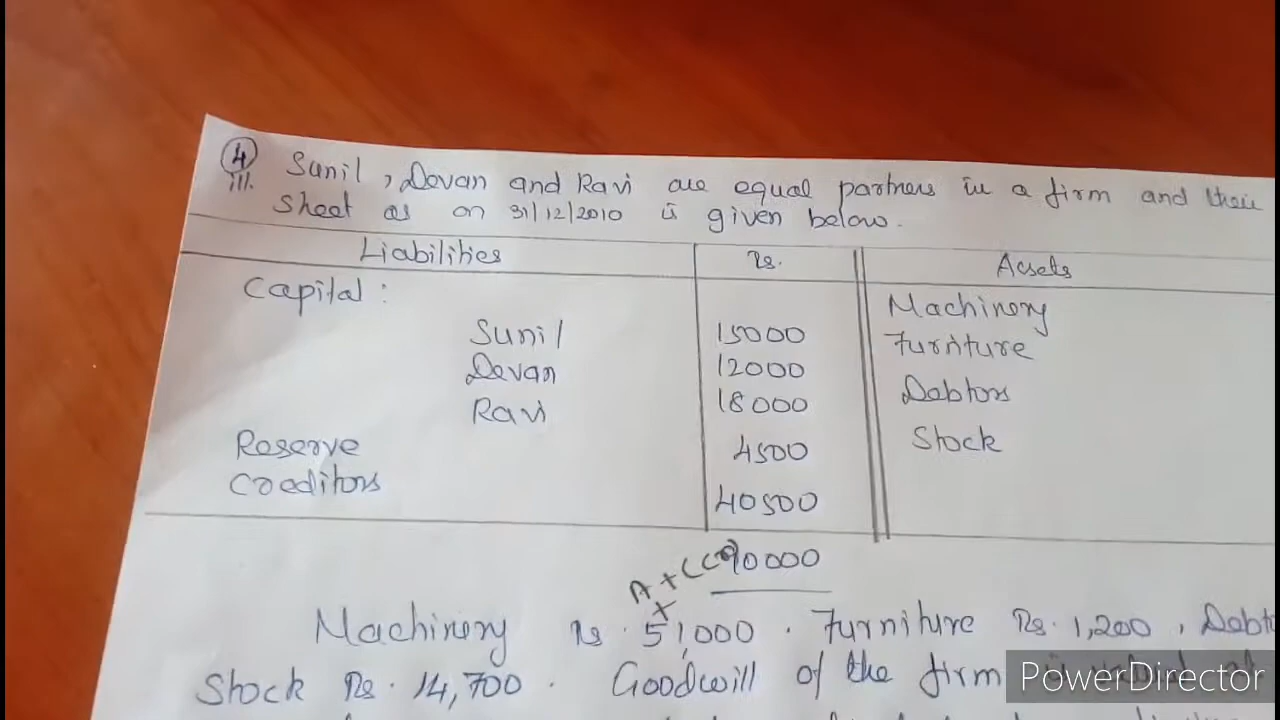 4 Sunil, Devan and Ravi are equal partners in a firm and their
ill. Sheet as on 31/12/2010 is given below.
Liabilities Rs. Assets
Capital : Machinery
Sunil 15000 Furniture
Devan 12000 Debtors
Ravi 18000 Stock
Reserve 4500
Creditors 40500
90000
Machinery Rs. 51,000. Furniture Rs. 1,200, Debt
Stock Rs. 14,700. Goodwill of the firm
PowerDirector